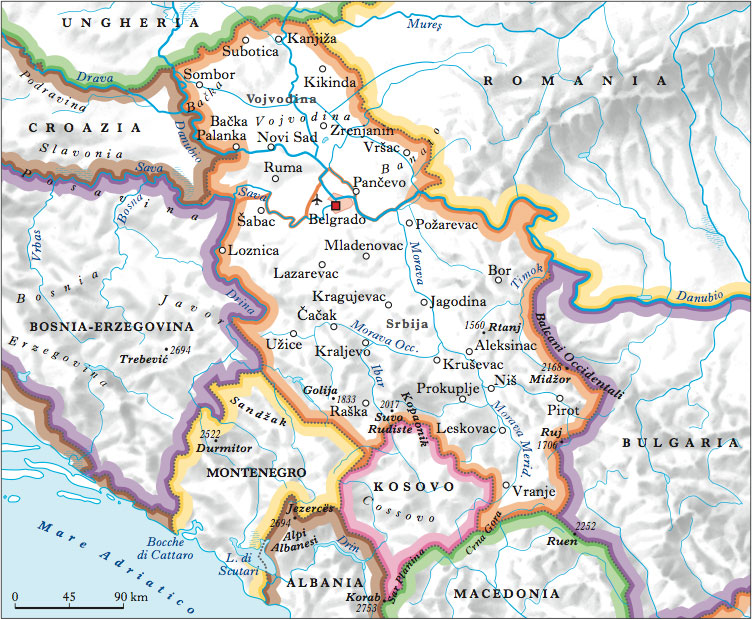 UNGHERIA
Mureş
Subotica
Kanjiža
Drava
Podravina
Sombor
Bačka
Kikinda
Vojvodina
ROMANIA
CROAZIA
Bačka
Palanka
Vojvodina
Novi Sad
Zrenjanin
Danubio
Slavonia
Vršac
Banato
Sava
Posavina
Ruma
Pančevo
Sava
Vrbas
Bosna
Šabac
Belgrado
Požarevac
Loznica
Mladenovac
Morava
Lazarevac
Bor
Timok
Bosnia
Javor
Drina
Kragujevac
Jagodina
Danubio
BOSNIA-ERZEGOVINA
Čačak
Srbija
1560 Rtanj
Balcani Occidentali
Erzegovina
Trebević
2694
Užice
Morava Occ.
Kraljevo
Aleksinac
Kruševac
2168
Midžor
Ibar
Niš
Golija
1833
Raška
2017
Suvo
Rudište
Kopaonik
Prokuplje
Pirot
Sandžak
Leskovac
Morava Merid.
Ruj
1706
BULGARIA
2522
Durmitor
MONTENEGRO
KOSOVO
Cossovo
Vranje
Jezercës
2694
Alpi
Albanesi
Drin
Crna Gora
2252
Ruen
Mare Adriatico
Bocche
di Cattaro
L. di
Scutari
ALBANIA
Šar Planina
Korab
2753
MACEDONIA
0 45 90 km